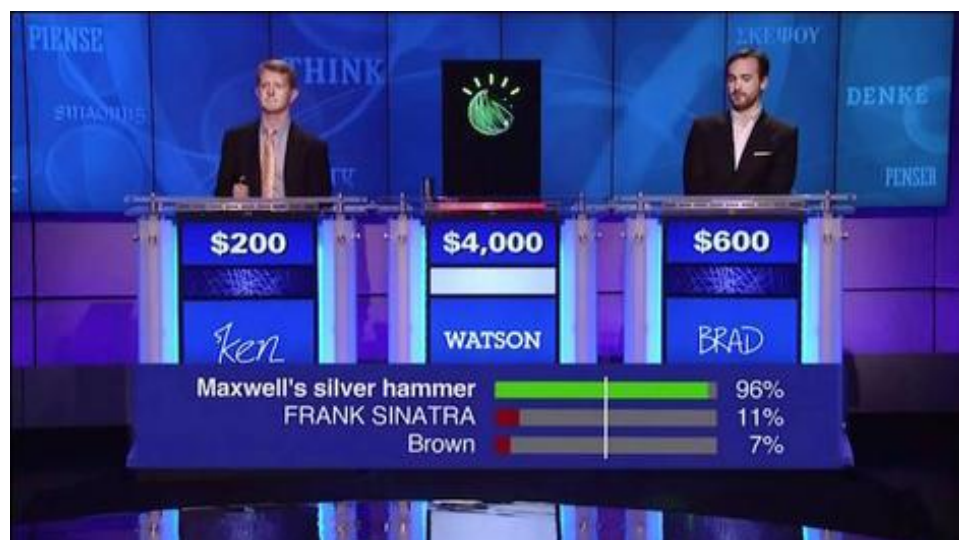 PIENSE
THINK
ΣΚΕΨΟΥ
DENKE
PENSER
$200
$4,000
$600
Ken
WATSON
BRAD
Maxwell's silver hammer 96%
FRANK SINATRA 11%
Brown 7%